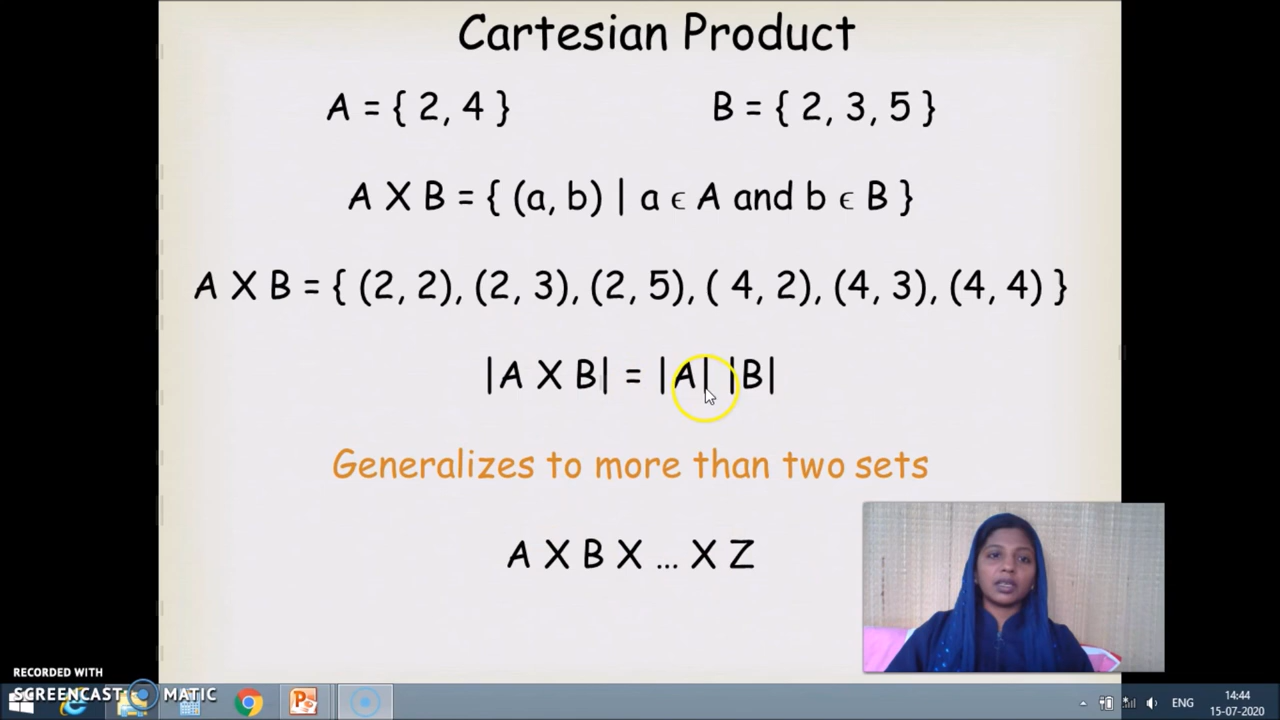 Cartesian Product
A = { 2, 4 } B = { 2, 3, 5 }
A X B = { (a, b) | a ϵ A and b ϵ B }
A X B = { (2, 2), (2, 3), (2, 5), ( 4, 2), (4, 3), (4, 4) }
|A X B| = |A| |B|
Generalizes to more than two sets
A X B X ... X Z
RECORDED WITH
SCREENCAST MATIC
ENG
14:44
15-07-2020